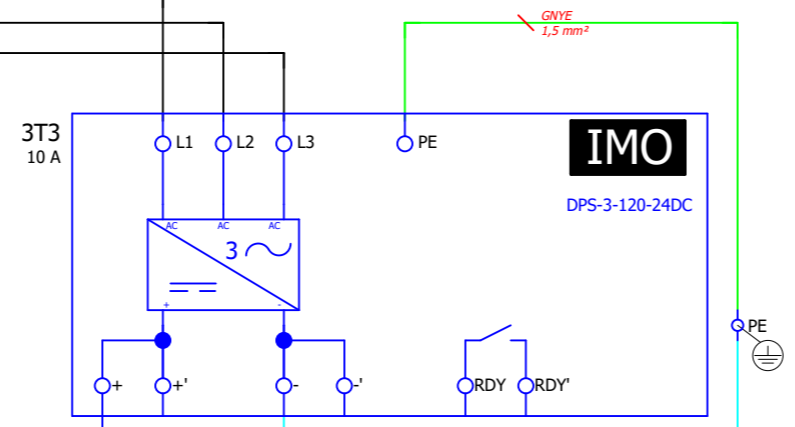 GNYE
1,5 mm²
3T3
10 A
L1
L2
L3
PE
IMO
DPS-3-120-24DC
AC
AC
AC
3
+
-
PE
+
+'
-
-'
RDY
RDY'